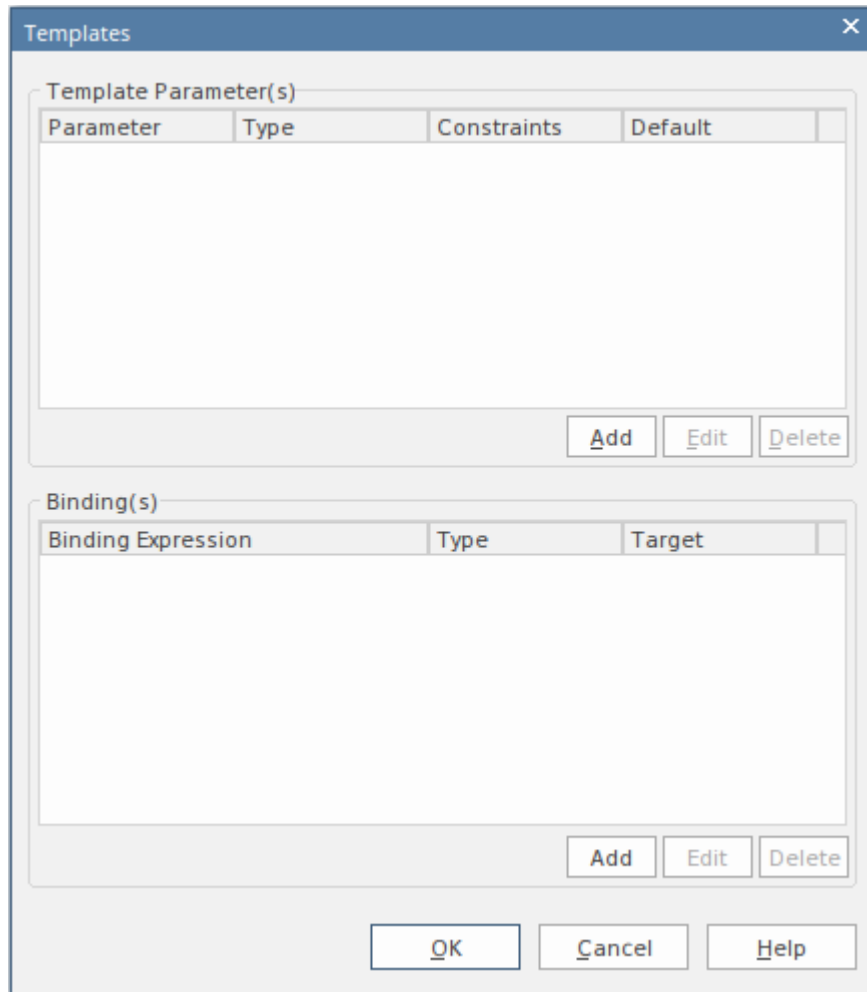 Templates
Template Parameter(s)
Parameter Type Constraints Default
Add Edit Delete
Binding(s)
Binding Expression Type Target
Add Edit Delete
OK Cancel Help